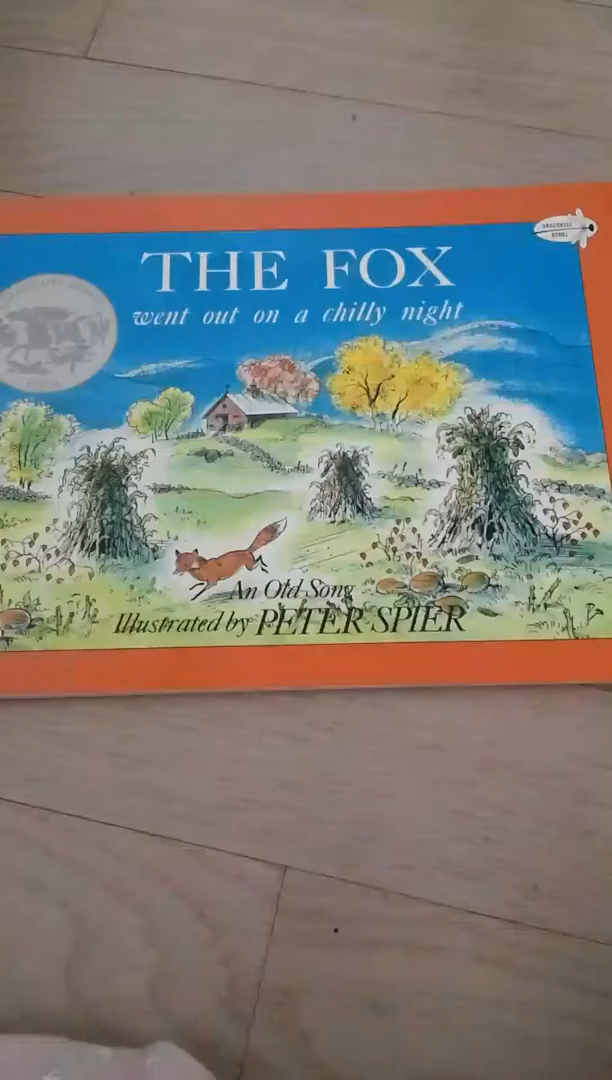 THE FOX
went out on a chilly night
An Old Song
Illustrated by PETER SPIER